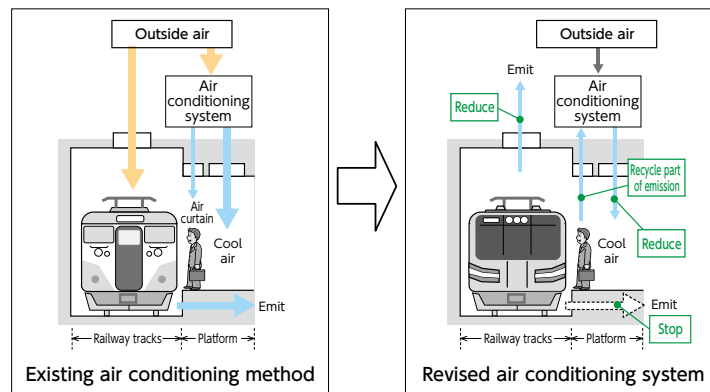 Outside air
Air
conditioning
system
Air
curtain
Cool
air
Emit
Railway tracks
Platform
Existing air conditioning method
Outside air
Emit
Reduce
Air
conditioning
system
Recycle part
of emission
Cool
air
Reduce
Emit
Stop
Railway tracks
Platform
Revised air conditioning system